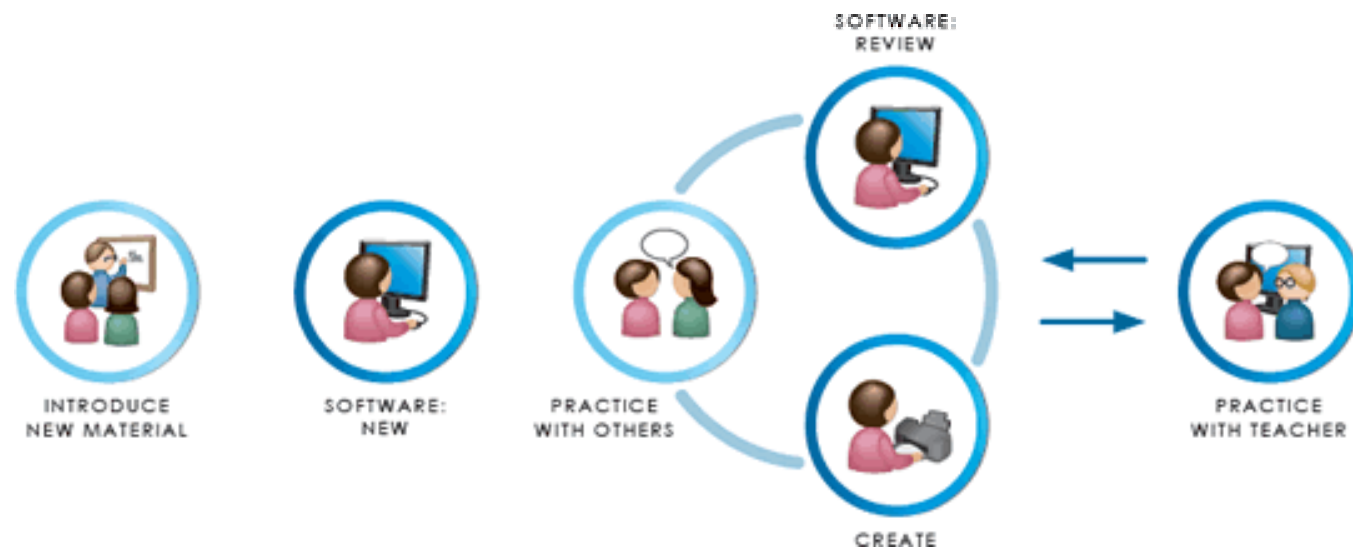 SOFTWARE:
REVIEW
INTRODUCE
NEW MATERIAL
SOFTWARE:
NEW
PRACTICE
WITH OTHERS
PRACTICE
WITH TEACHER
CREATE